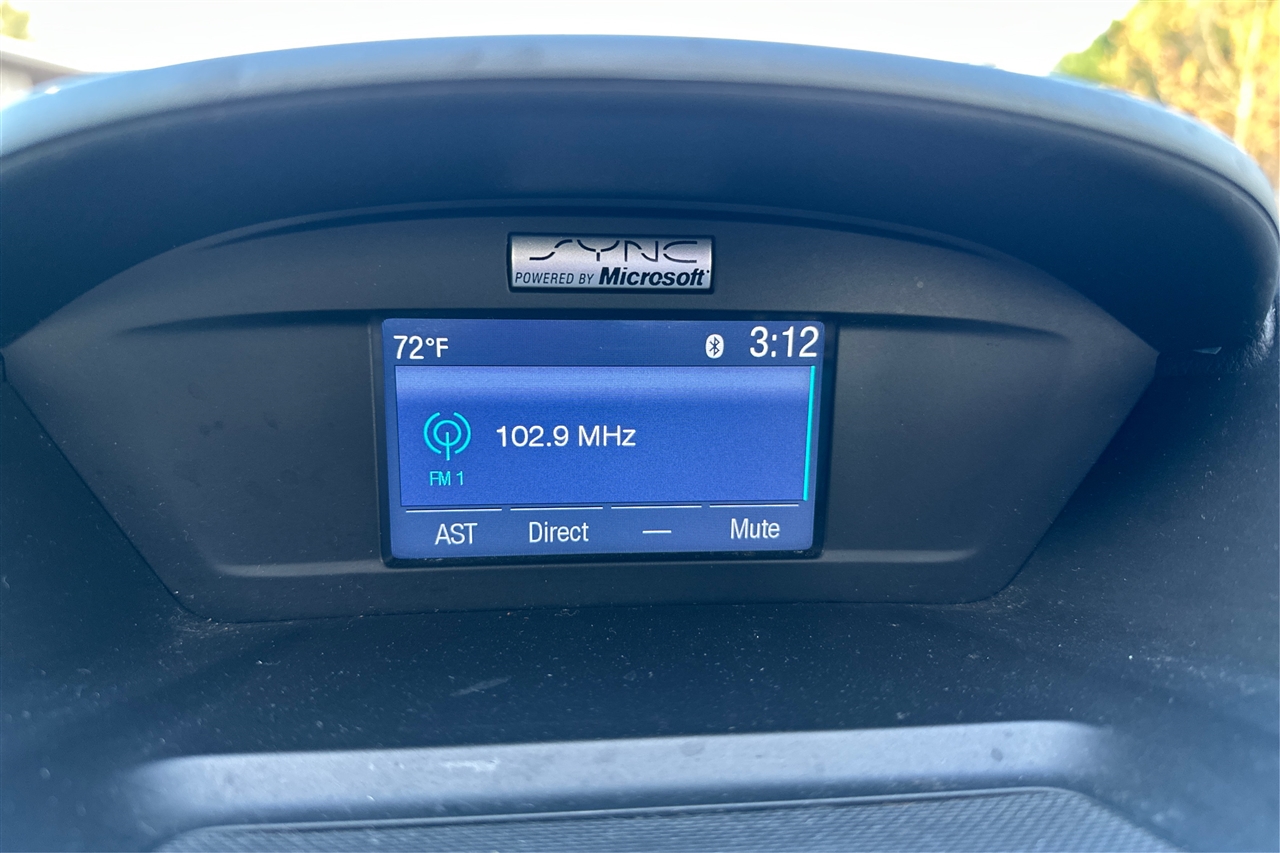 SYNC
POWERED BY Microsoft
72°F 3:12
102.9 MHz
FM 1
AST Direct — Mute